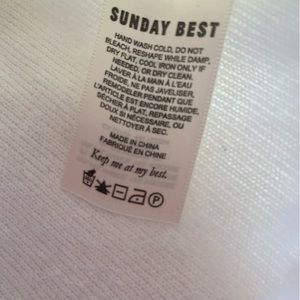 SUNDAY BEST
HAND WASH COLD, DO NOT
BLEACH, RESHAPE WHILE DAMP,
DRY FLAT, COOL IRON ONLY IF
NEEDED, OR DRY CLEAN.
LAVER À LA MAIN À L'EAU
FROIDE, NE PAS JAVELISER,
REMODELER PENDANT QUE
L'ARTICLE EST ENCORE HUMIDE,
SÉCHER À PLAT, REPASSAGE
DOUX SI NÉCESSAIRE, OU
NETTOYER À SEC.
MADE IN CHINA
FABRIQUÉ EN CHINE
Keep me at my best.
P